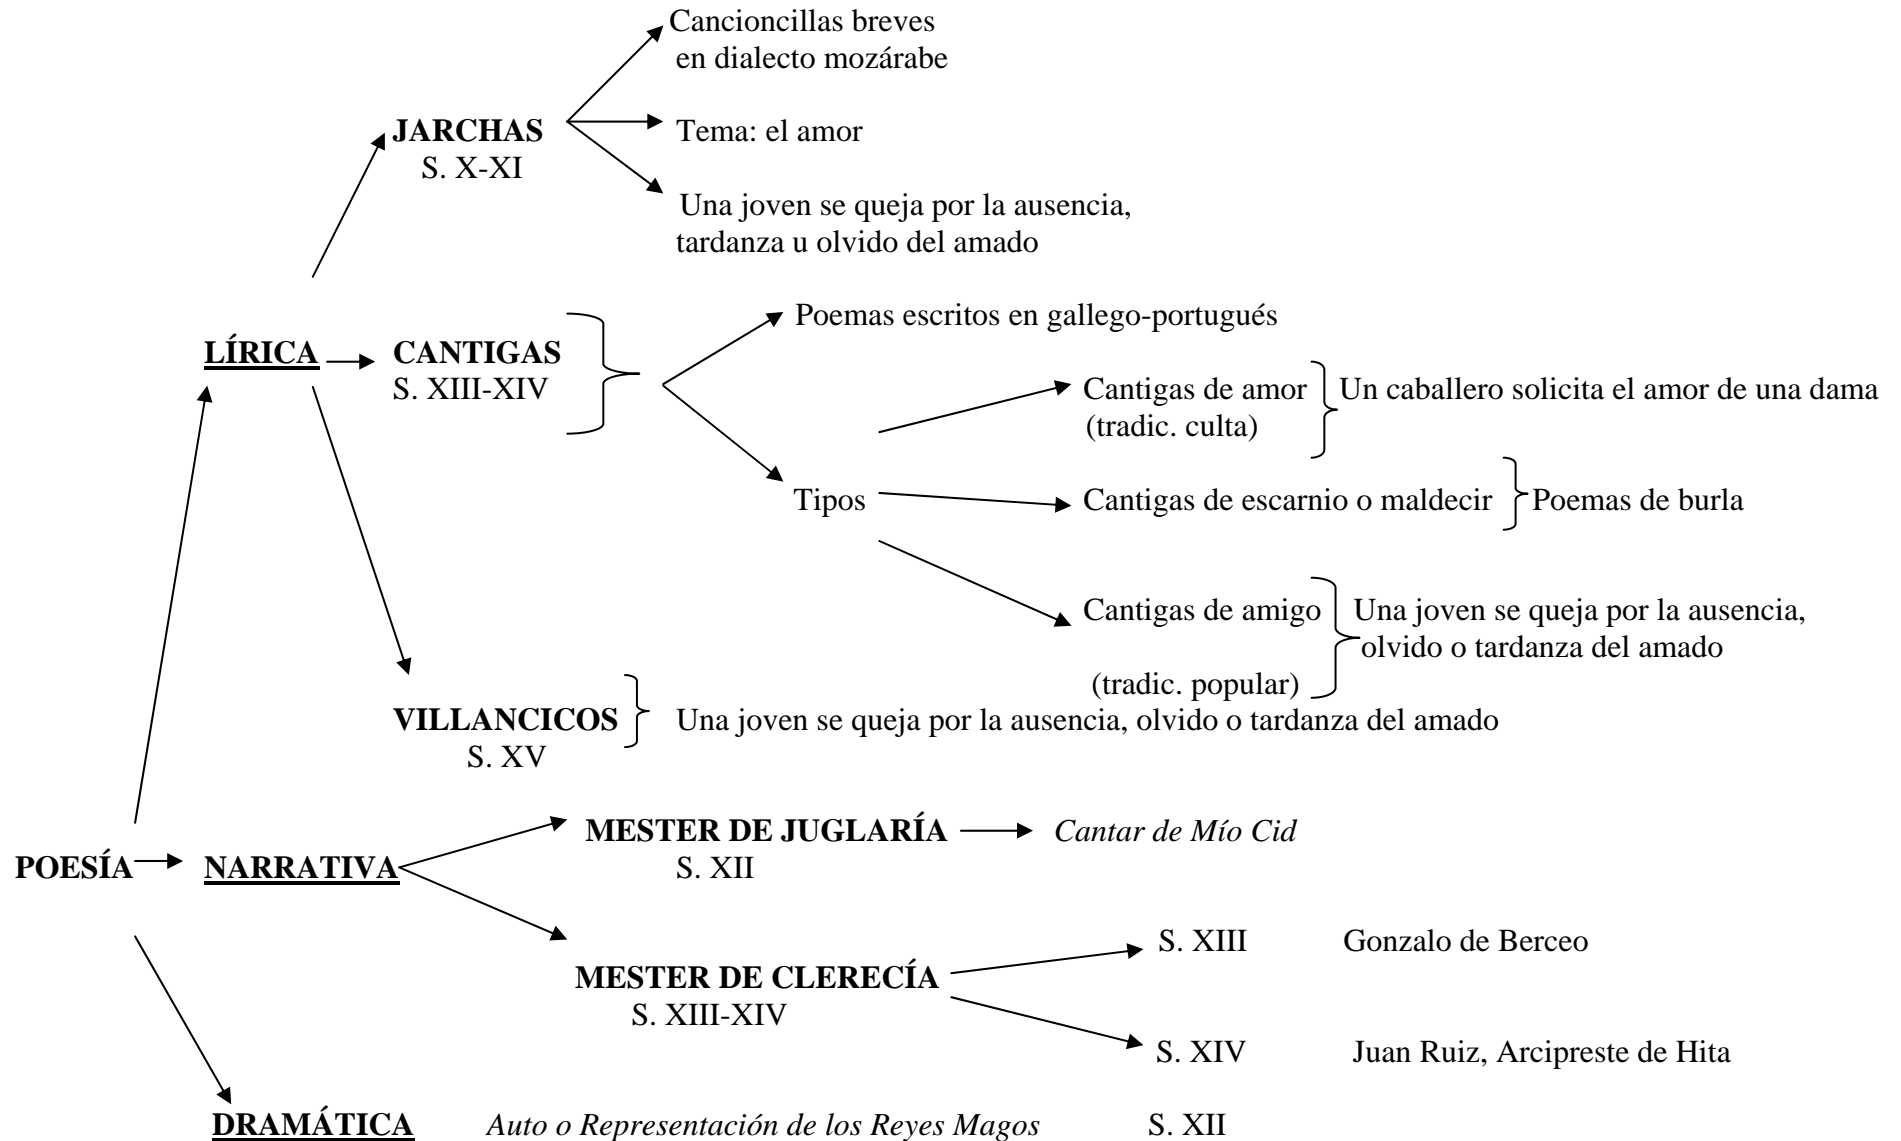 Cancioncillas breves
en dialecto mozárabe
JARCHAS
S. X-XI
Tema: el amor
Una joven se queja por la ausencia,
tardanza u olvido del amado
Poemas escritos en gallego-portugués
LÍRICA
CANTIGAS
S. XIII-XIV
Cantigas de amor
(tradic. culta)
Un caballero solicita el amor de una dama
Tipos
Cantigas de escarnio o maldecir
Poemas de burla
Cantigas de amigo
(tradic. popular)
Una joven se queja por la ausencia,
olvido o tardanza del amado
VILLANCICOS
S. XV
Una joven se queja por la ausencia, olvido o tardanza del amado
POESÍA
NARRATIVA
MESTER DE JUGLARÍA
S. XII
Cantar de Mío Cid
MESTER DE CLERECÍA
S. XIII-XIV
S. XIII Gonzalo de Berceo
S. XIV Juan Ruiz, Arcipreste de Hita
DRAMÁTICA Auto o Representación de los Reyes Magos S. XII